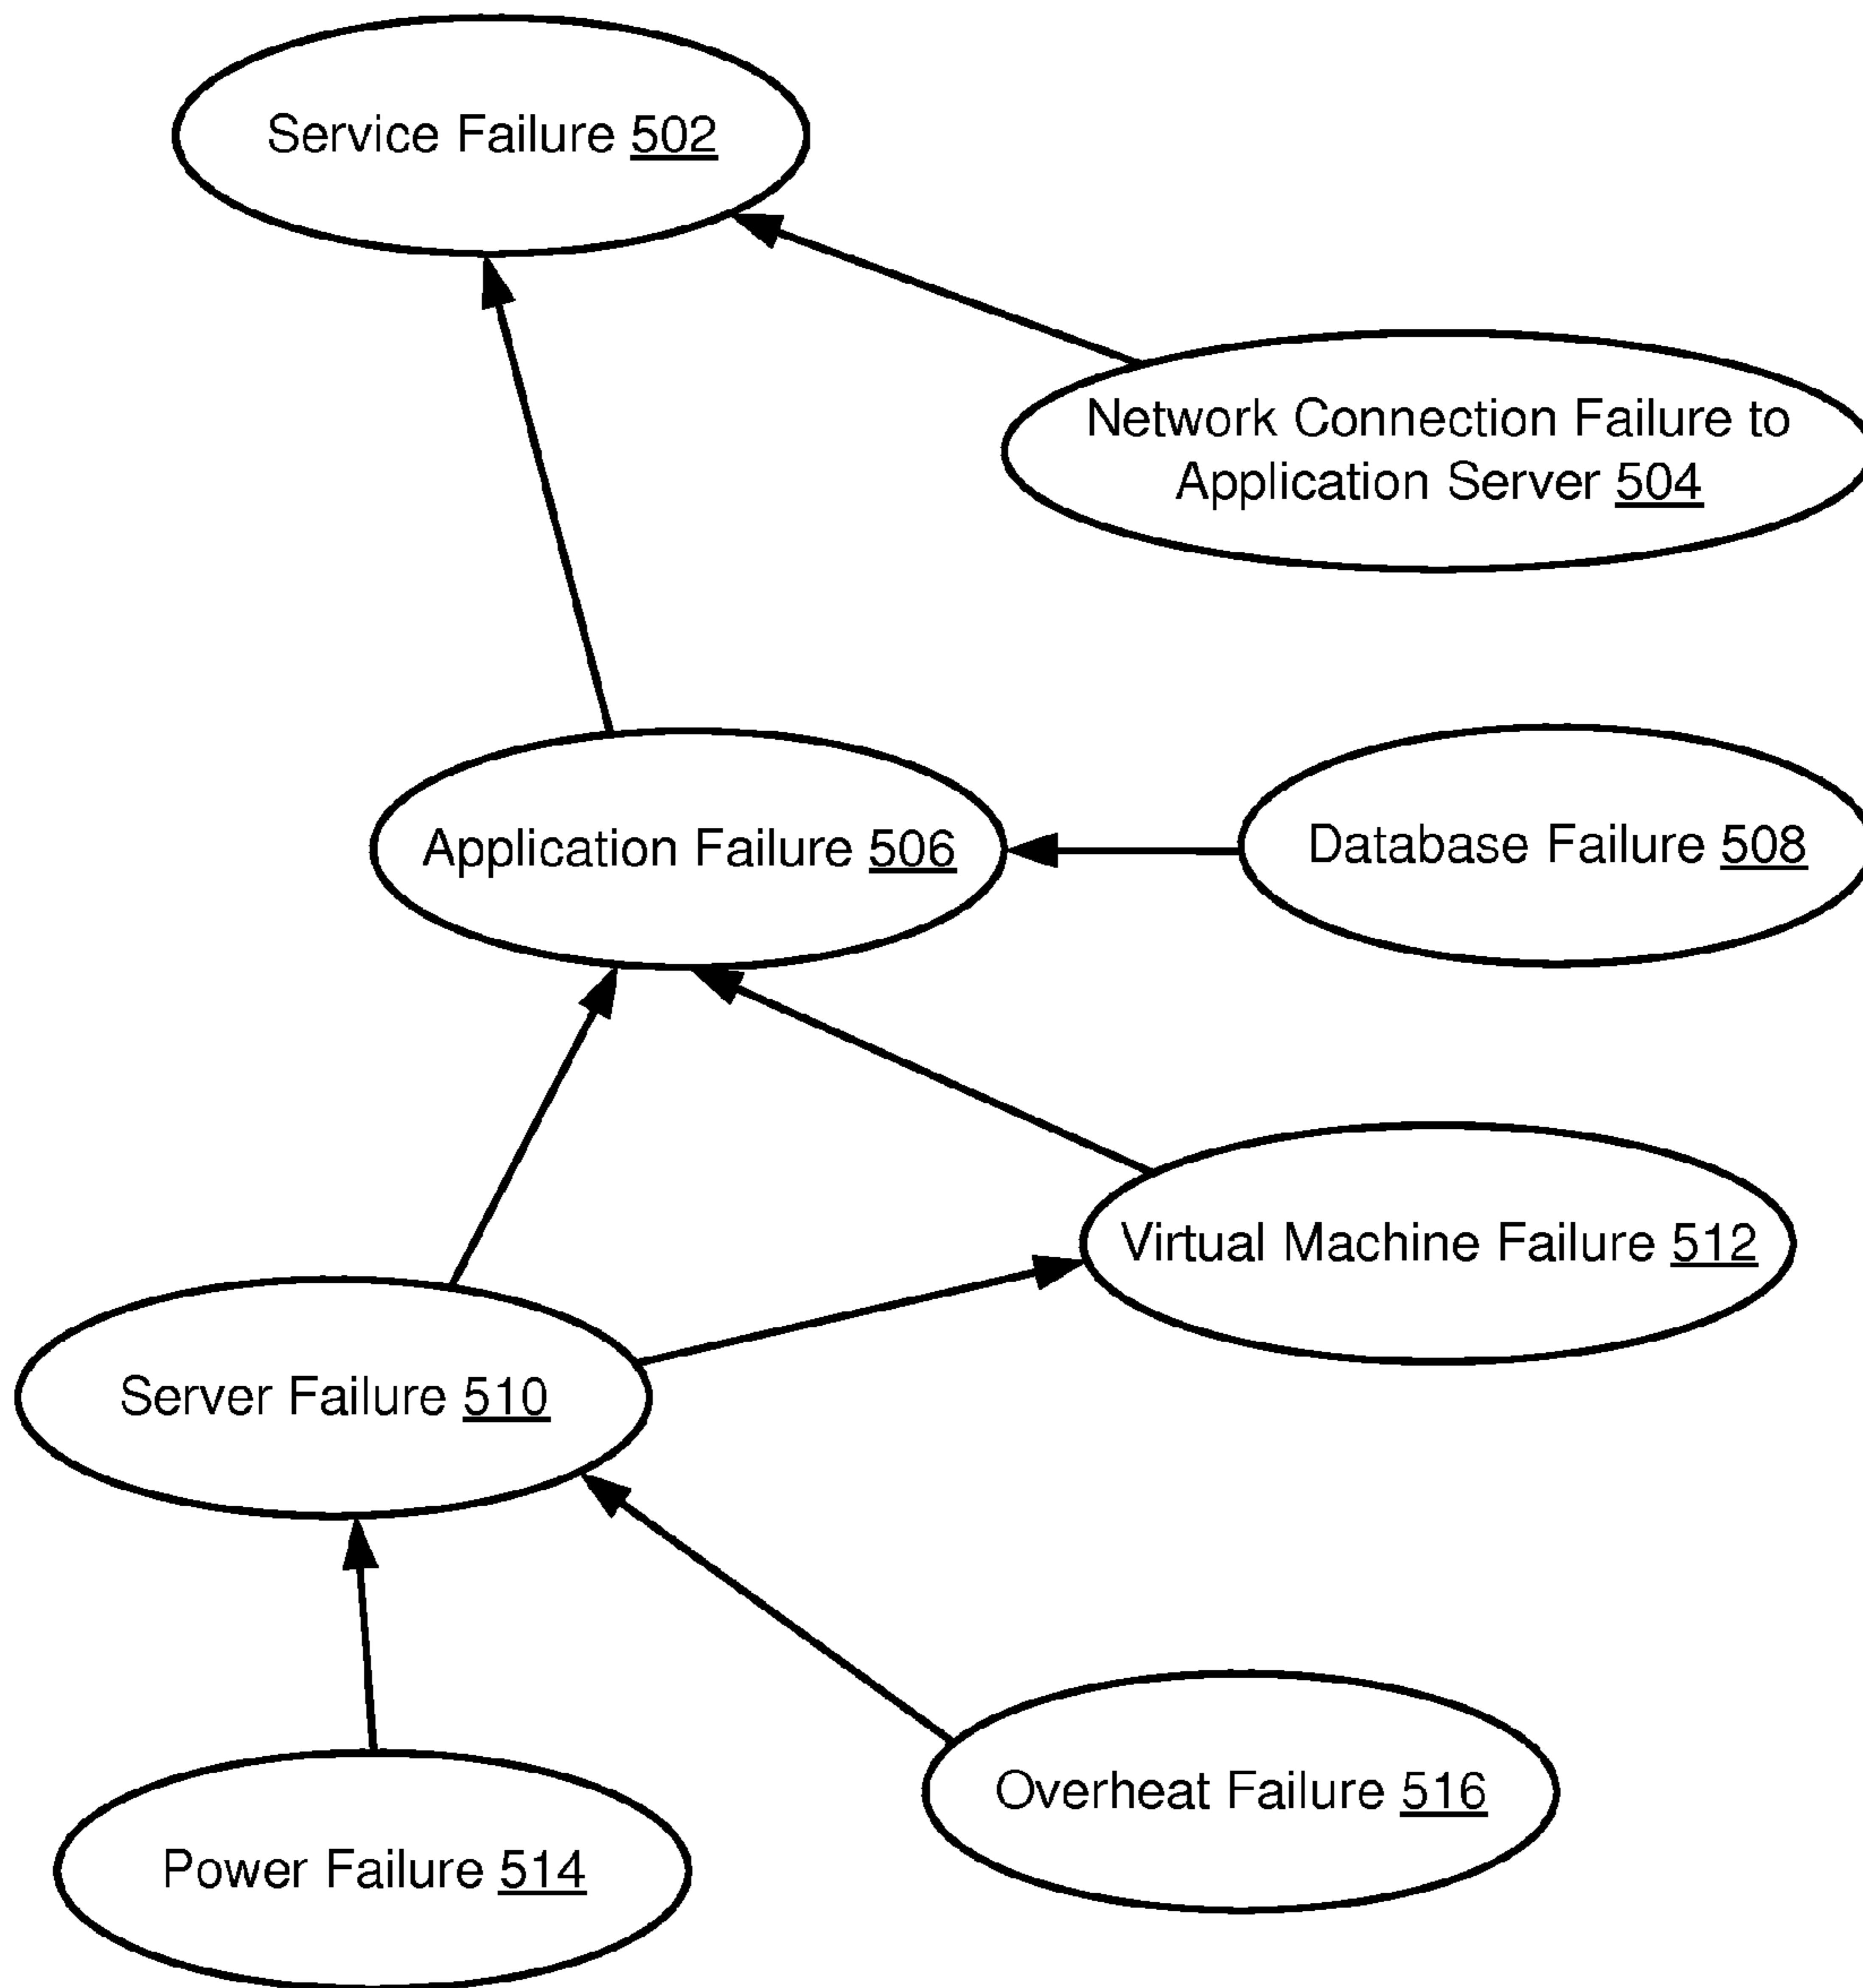 Service Failure 502
Network Connection Failure to
Application Server 504
Application Failure 506
Database Failure 508
Virtual Machine Failure 512
Server Failure 510
Overheat Failure 516
Power Failure 514